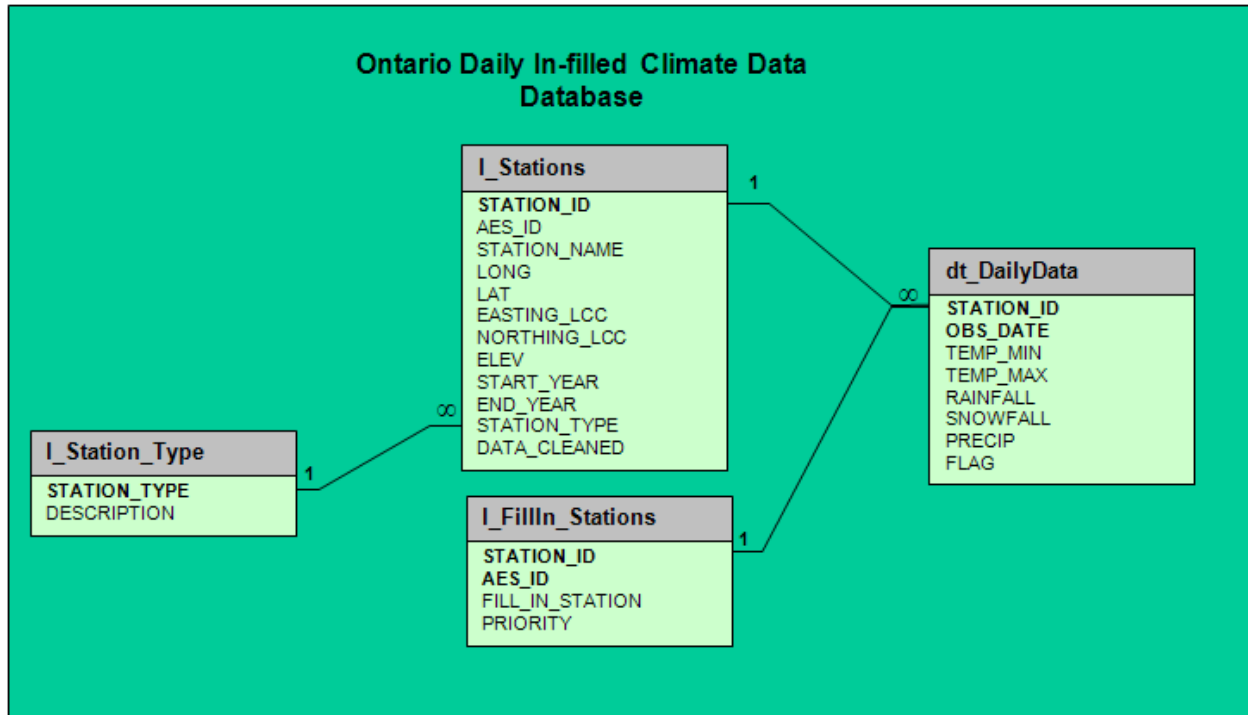 Ontario Daily In-filled Climate Data
Database
l_Stations
STATION_ID
AES_ID
STATION_NAME
LONG
LAT
EASTING_LCC
NORTHING_LCC
ELEV
START_YEAR
END_YEAR
STATION_TYPE
DATA_CLEANED
1
∞
dt_DailyData
STATION_ID
OBS_DATE
TEMP_MIN
TEMP_MAX
RAINFALL
SNOWFALL
PRECIP
FLAG
∞
l_Station_Type
STATION_TYPE
DESCRIPTION
1
l_FillIn_Stations
STATION_ID
AES_ID
FILL_IN_STATION
PRIORITY
1